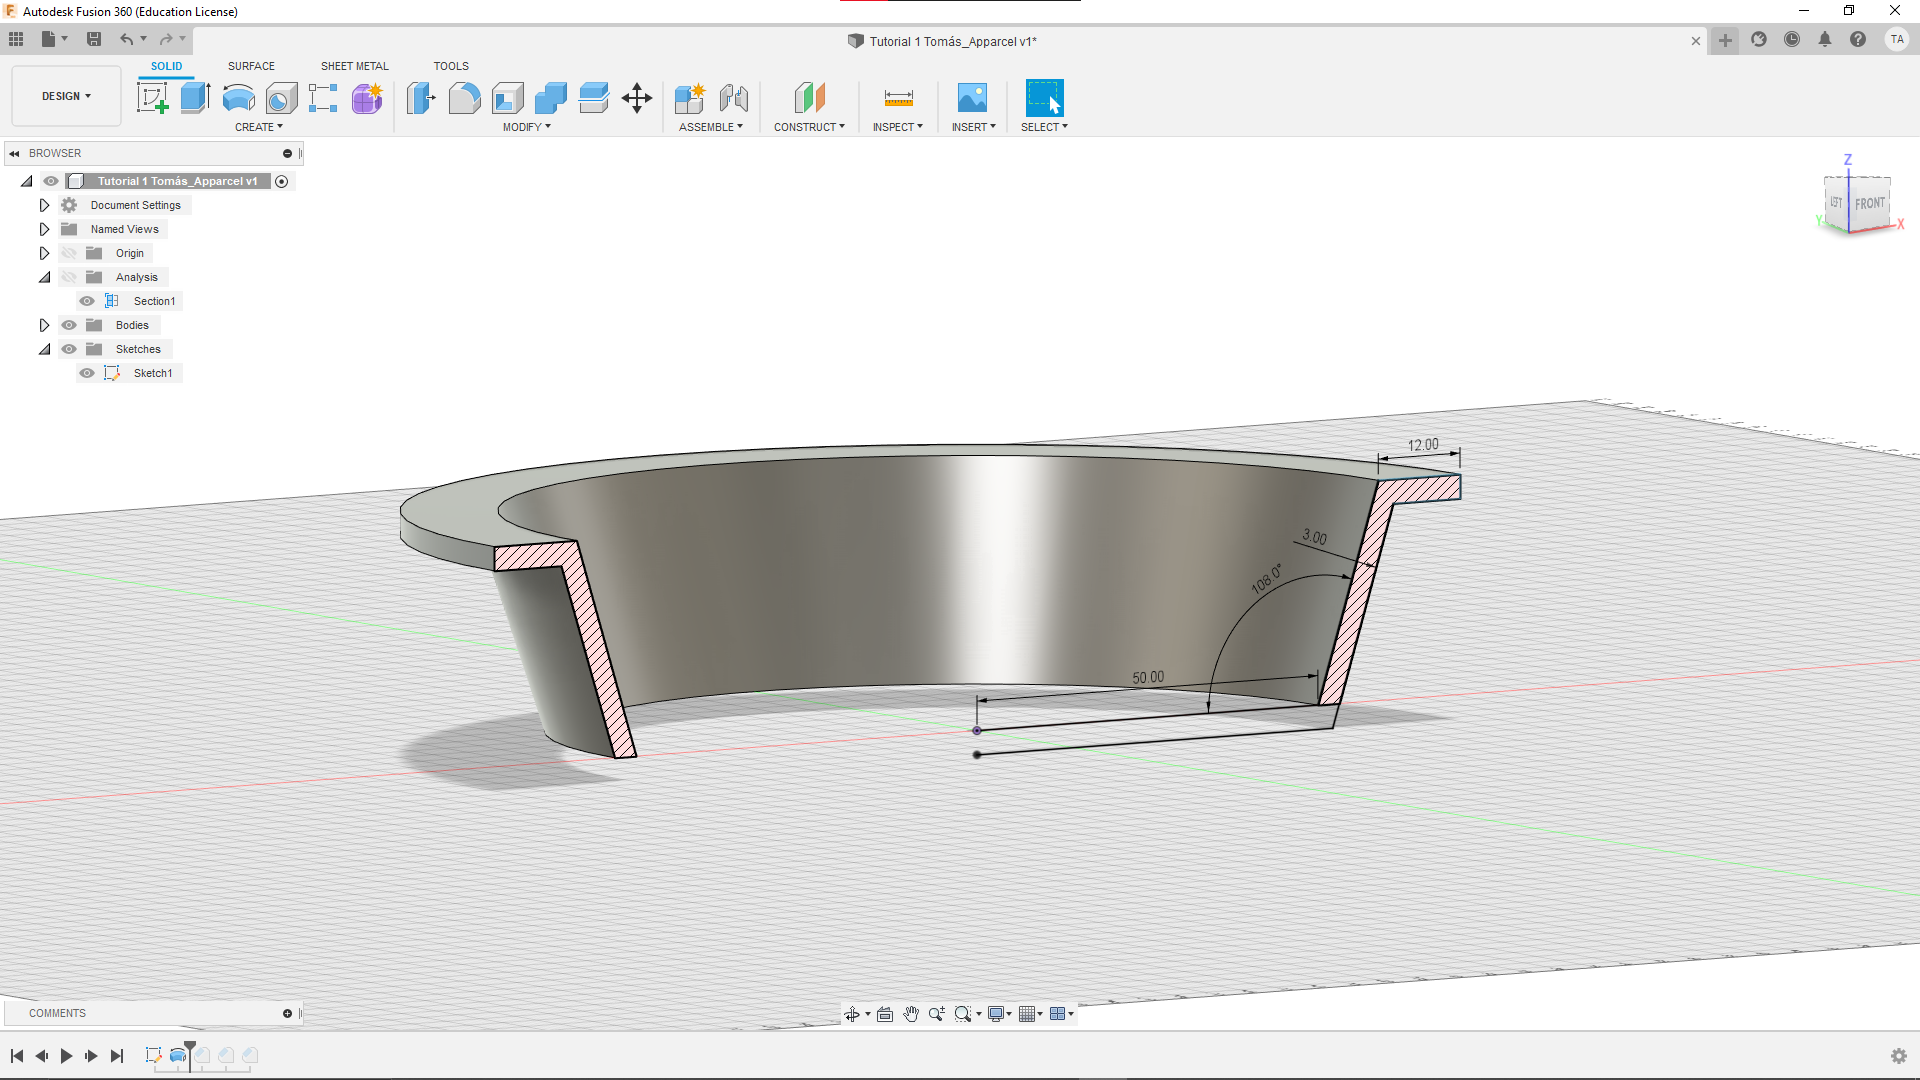 Autodesk Fusion 360 (Education License)
Tutorial 1 Tomás_Apparcel v1*
TA
DESIGN
SOLID SURFACE SHEET METAL TOOLS
CREATE MODIFY ASSEMBLE CONSTRUCT INSPECT INSERT SELECT
BROWSER
Tutorial 1 Tomás_Apparcel v1
Document Settings
Named Views
Origin
Analysis
Section1
Bodies
Sketches
Sketch1
Z
LEFT FRONT
Y X
12.00
3.00
108.0°
50.00
COMMENTS